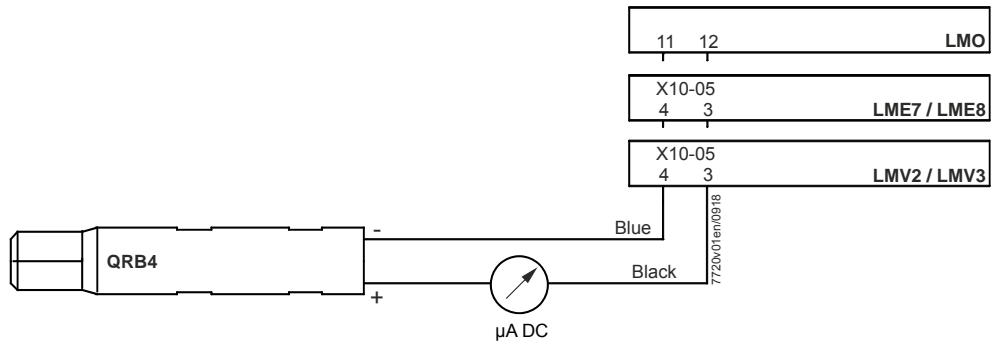 11 12 LMO
X10-05
4 3 LME7 / LME8
X10-05
4 3 LMV2 / LMV3
7720v01en/0918
Blue
-
QRB4
Black
+
µA DC